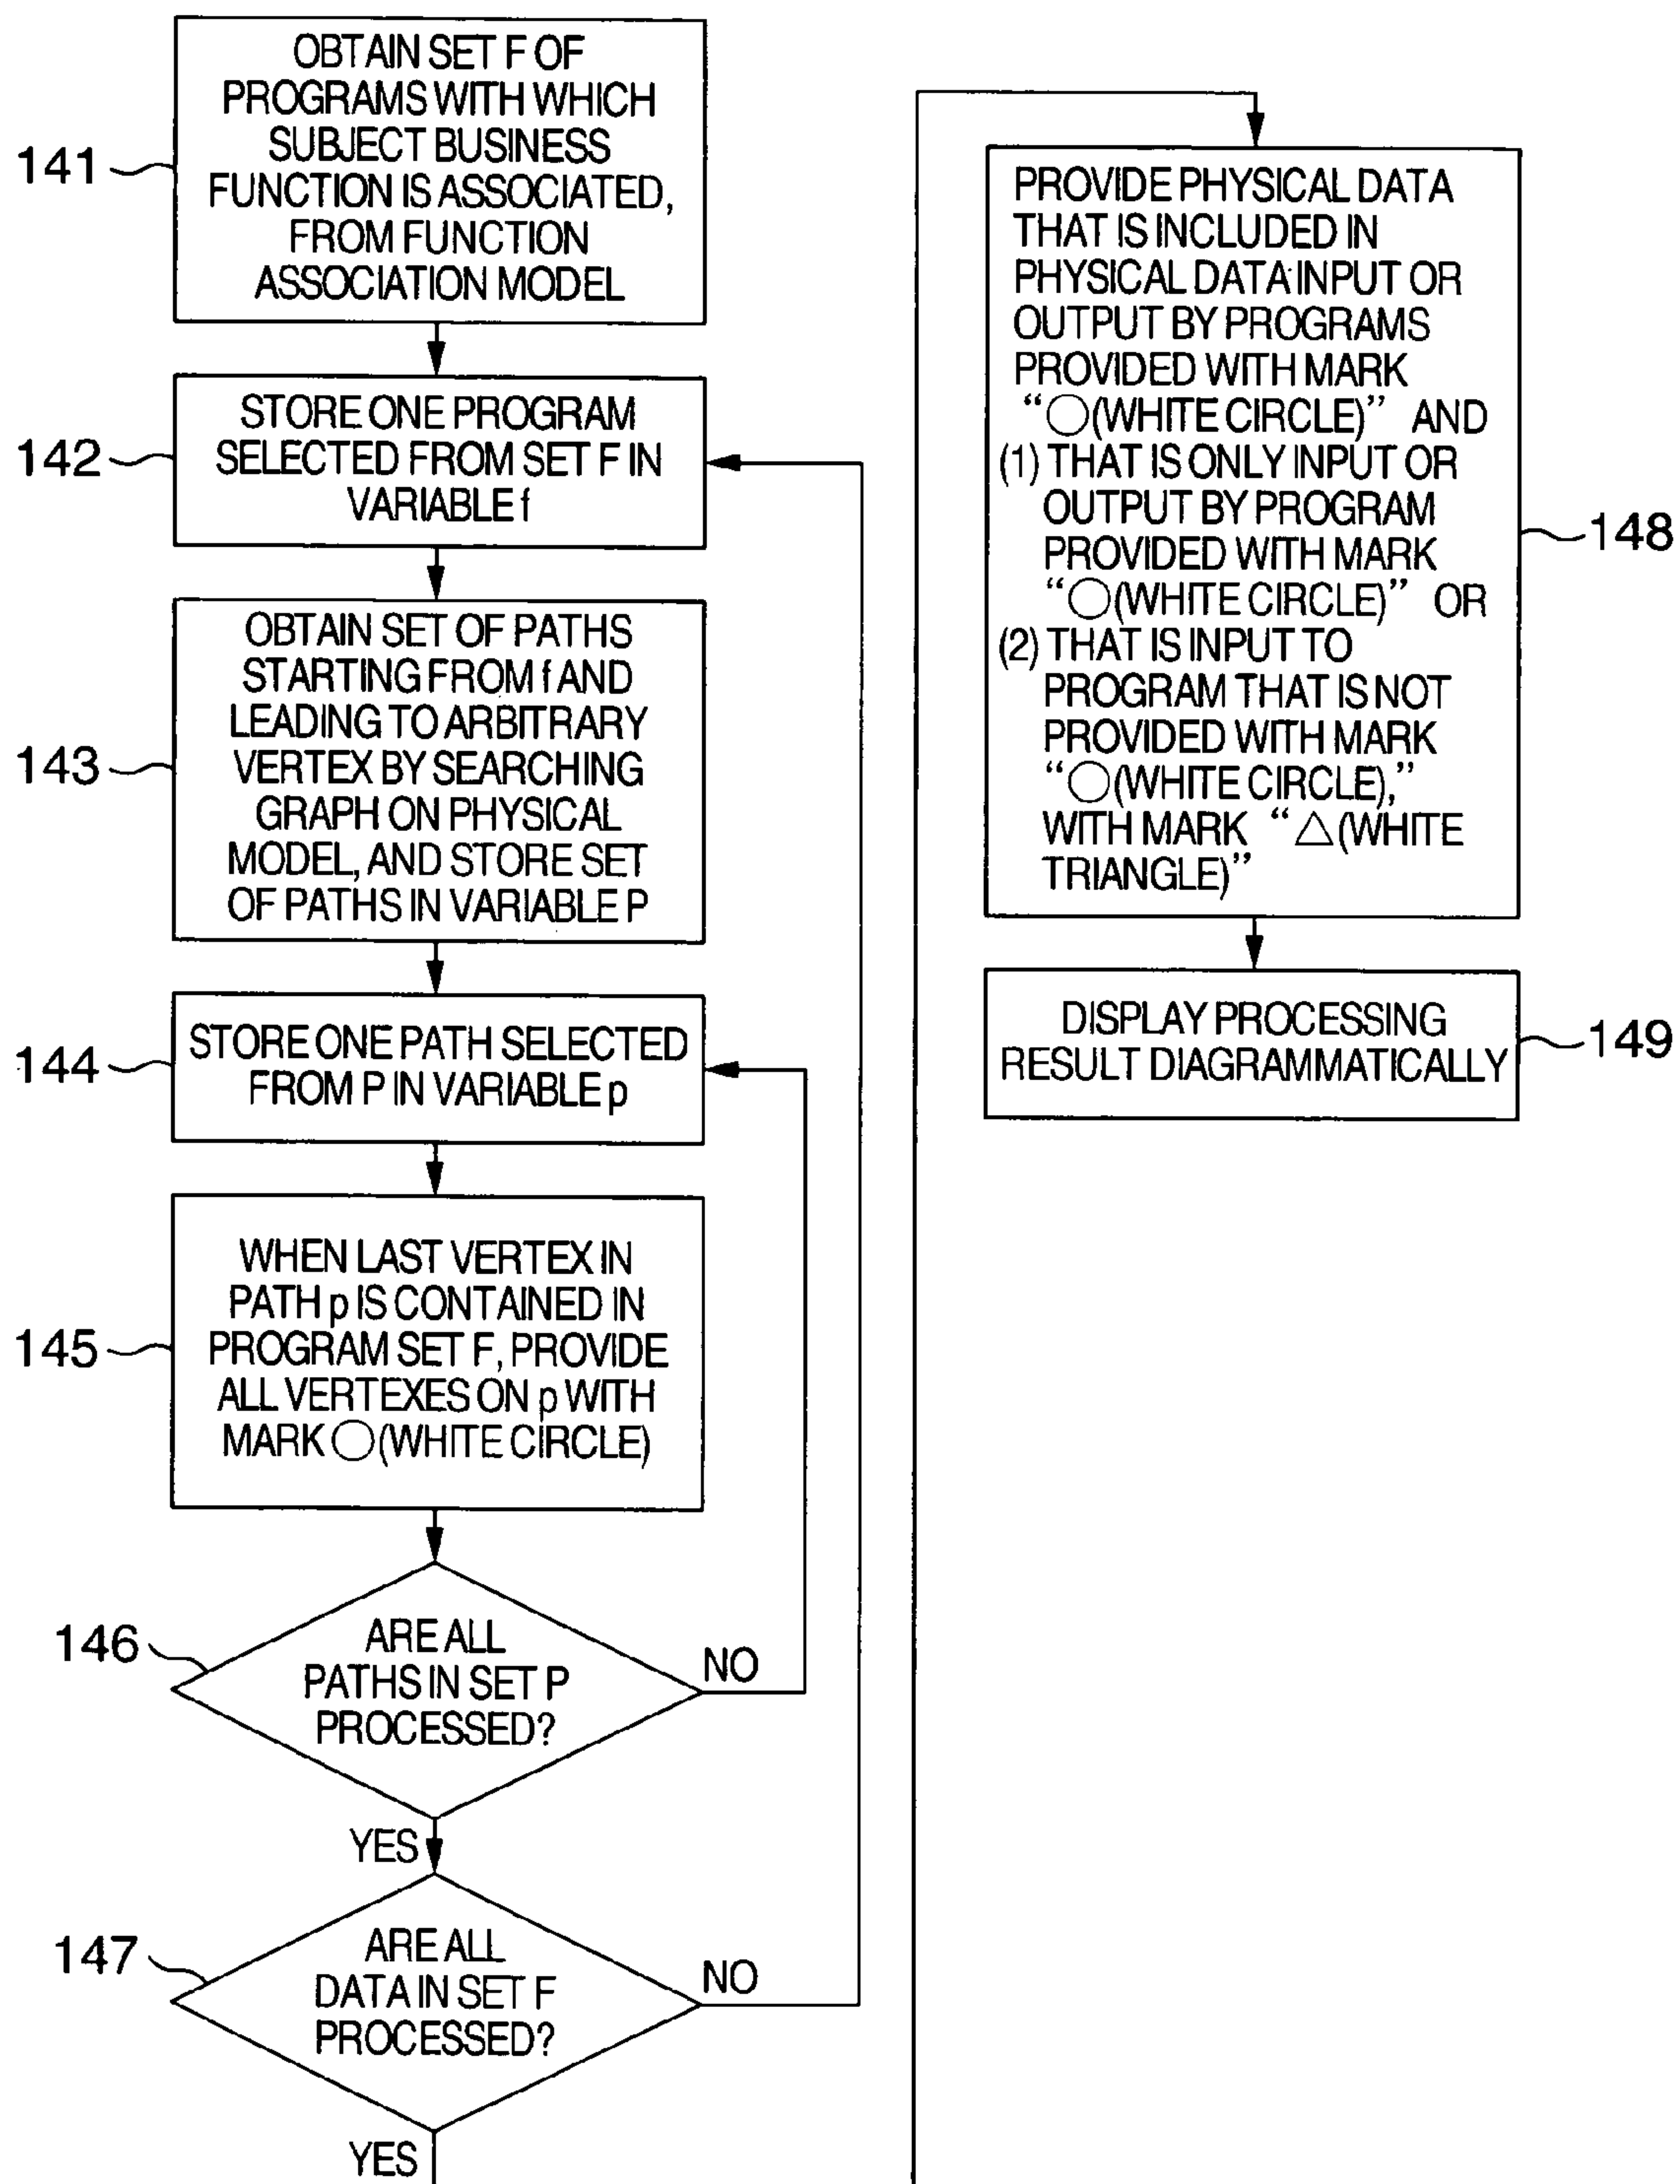 141
OBTAIN SET F OF
PROGRAMS WITH WHICH
SUBJECT BUSINESS
FUNCTION IS ASSOCIATED,
FROM FUNCTION
ASSOCIATION MODEL
142
STORE ONE PROGRAM
SELECTED FROM SET F IN
VARIABLE f
143
OBTAIN SET OF PATHS
STARTING FROM f AND
LEADING TO ARBITRARY
VERTEX BY SEARCHING
GRAPH ON PHYSICAL
MODEL, AND STORE SET
OF PATHS IN VARIABLE P
144
STORE ONE PATH SELECTED
FROM P IN VARIABLE p
145
WHEN LAST VERTEX IN
PATH p IS CONTAINED IN
PROGRAM SET F, PROVIDE
ALL VERTEXES ON p WITH
MARK ○(WHITE CIRCLE)
146
ARE ALL
PATHS IN SET P
PROCESSED?
NO
YES
147
ARE ALL
DATA IN SET F
PROCESSED?
NO
YES
PROVIDE PHYSICAL DATA
THAT IS INCLUDED IN
PHYSICAL DATA INPUT OR
OUTPUT BY PROGRAMS
PROVIDED WITH MARK
“○(WHITE CIRCLE)” AND
(1) THAT IS ONLY INPUT OR
OUTPUT BY PROGRAM
PROVIDED WITH MARK
“○(WHITE CIRCLE)” OR
(2) THAT IS INPUT TO
PROGRAM THAT IS NOT
PROVIDED WITH MARK
“○(WHITE CIRCLE),”
WITH MARK “△(WHITE
TRIANGLE)”
148
DISPLAY PROCESSING
RESULT DIAGRAMMATICALLY
149